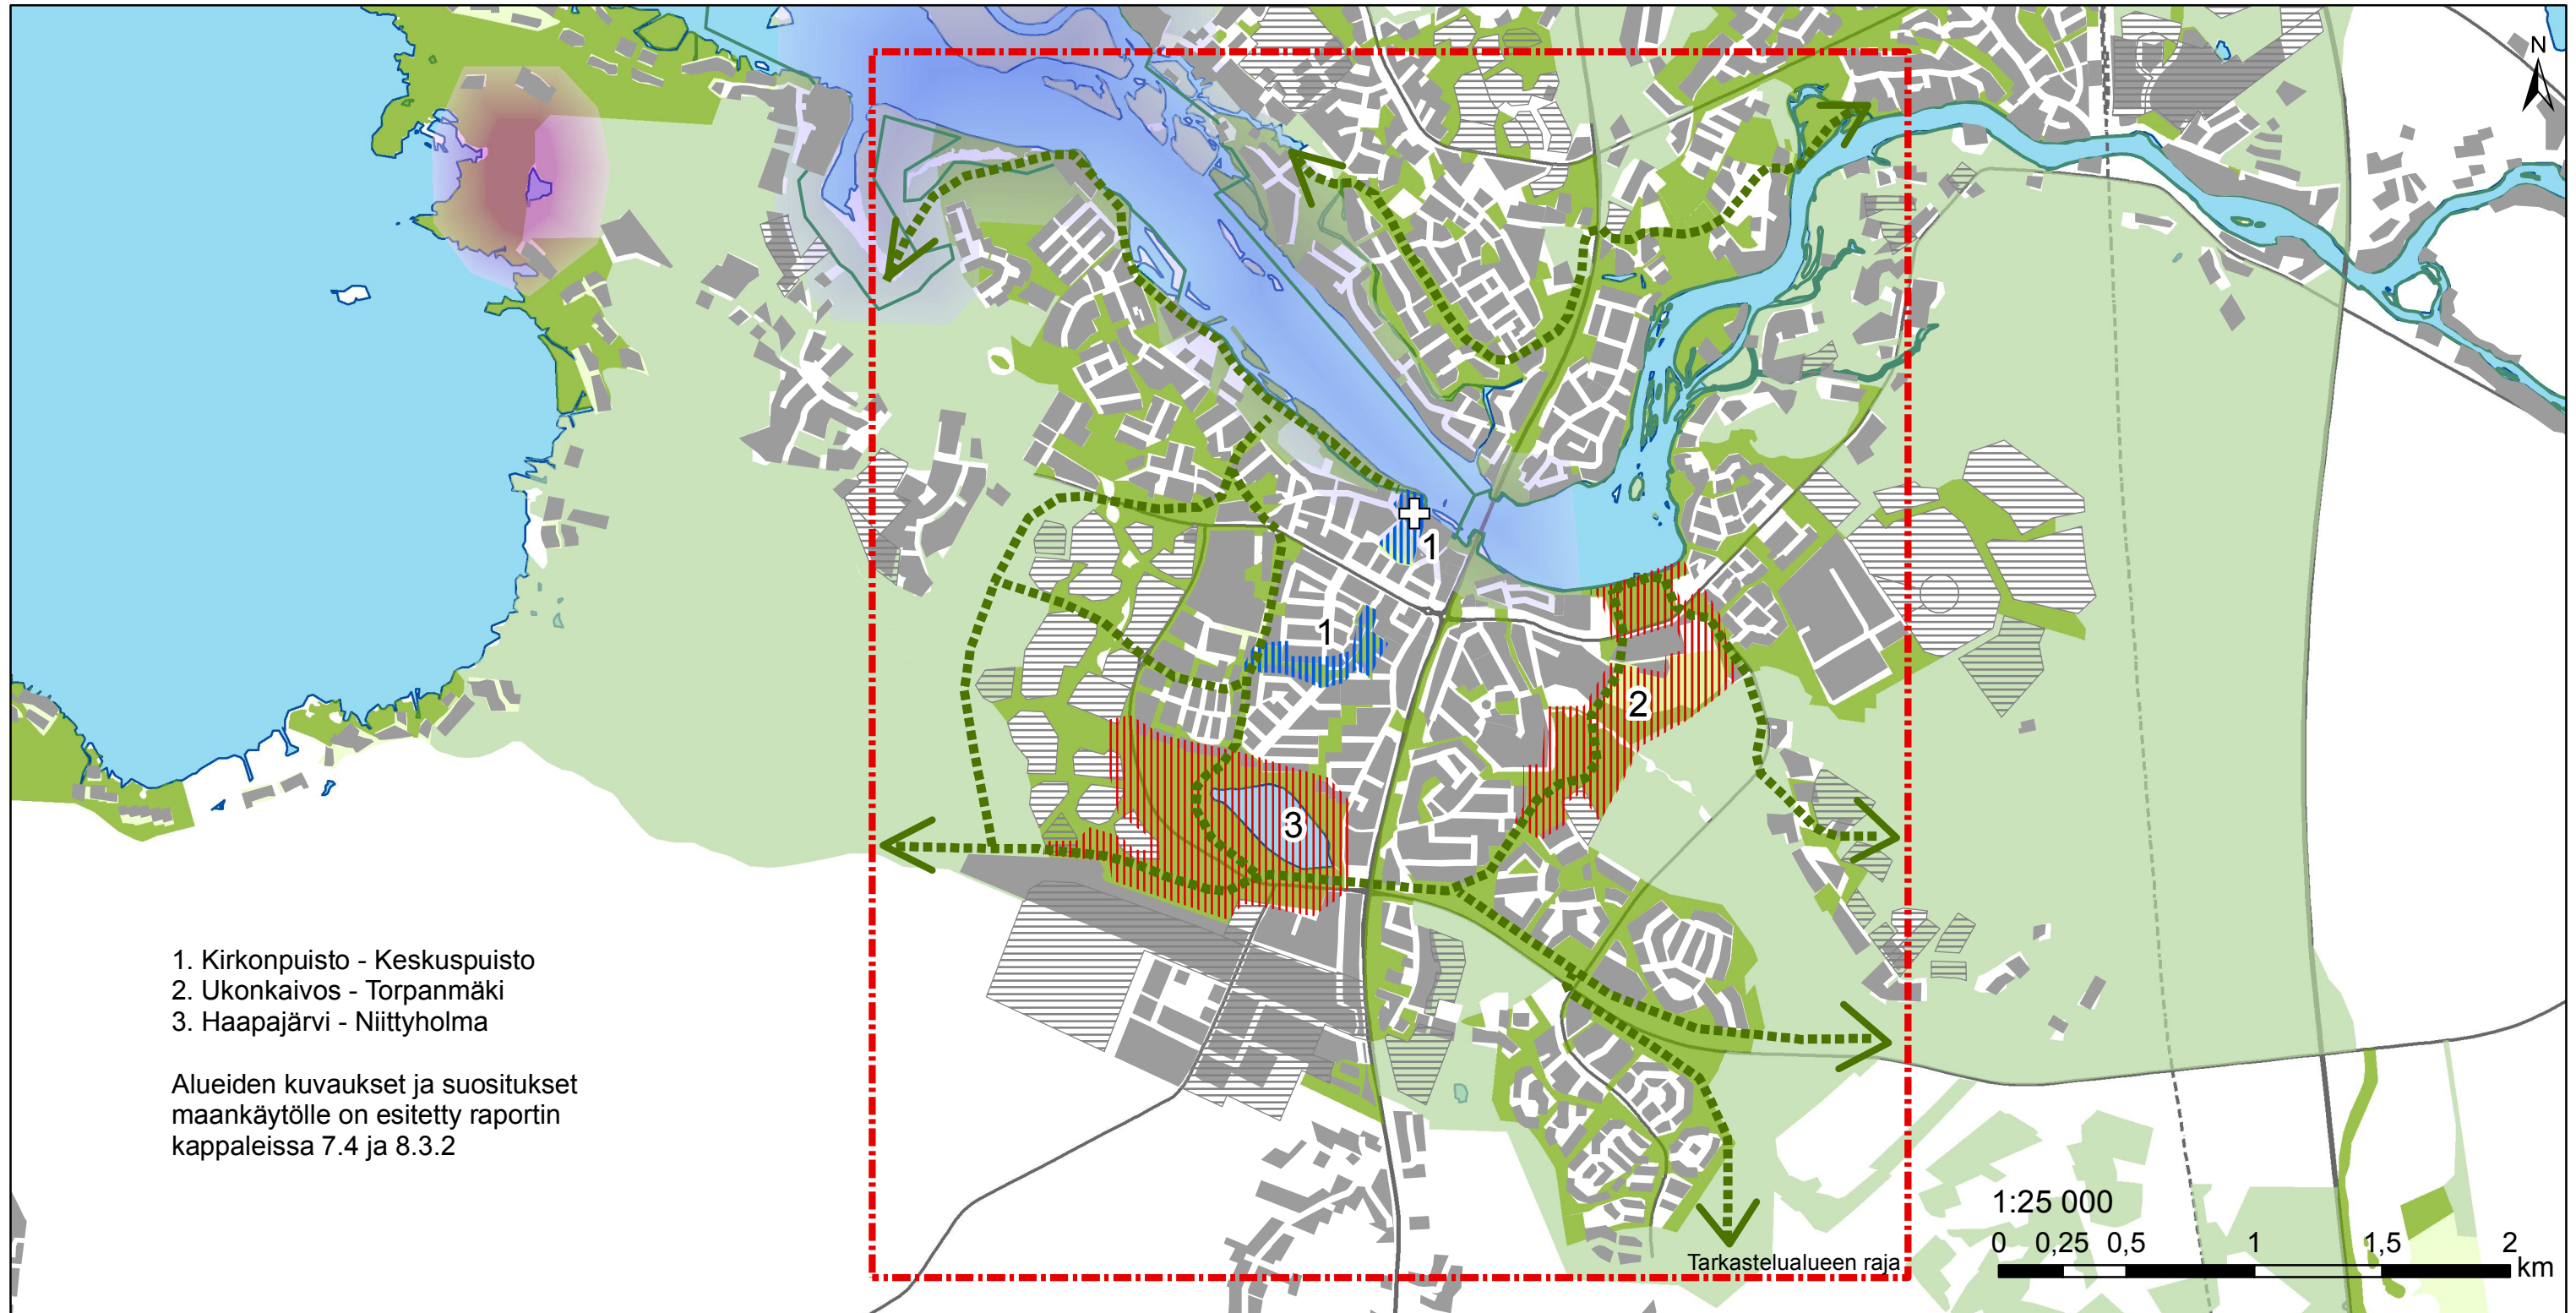 N
1
1
2
3
1. Kirkonpuisto - Keskuspuisto
2. Ukonkaivos - Torpanmäki
3. Haapajärvi - Niittyholma
Alueiden kuvaukset ja suositukset
maankäytölle on esitetty raportin
kappaleissa 7.4 ja 8.3.2
1:25 000
0 0,25 0,5 1 1,5 2
km
Tarkastelualueen raja